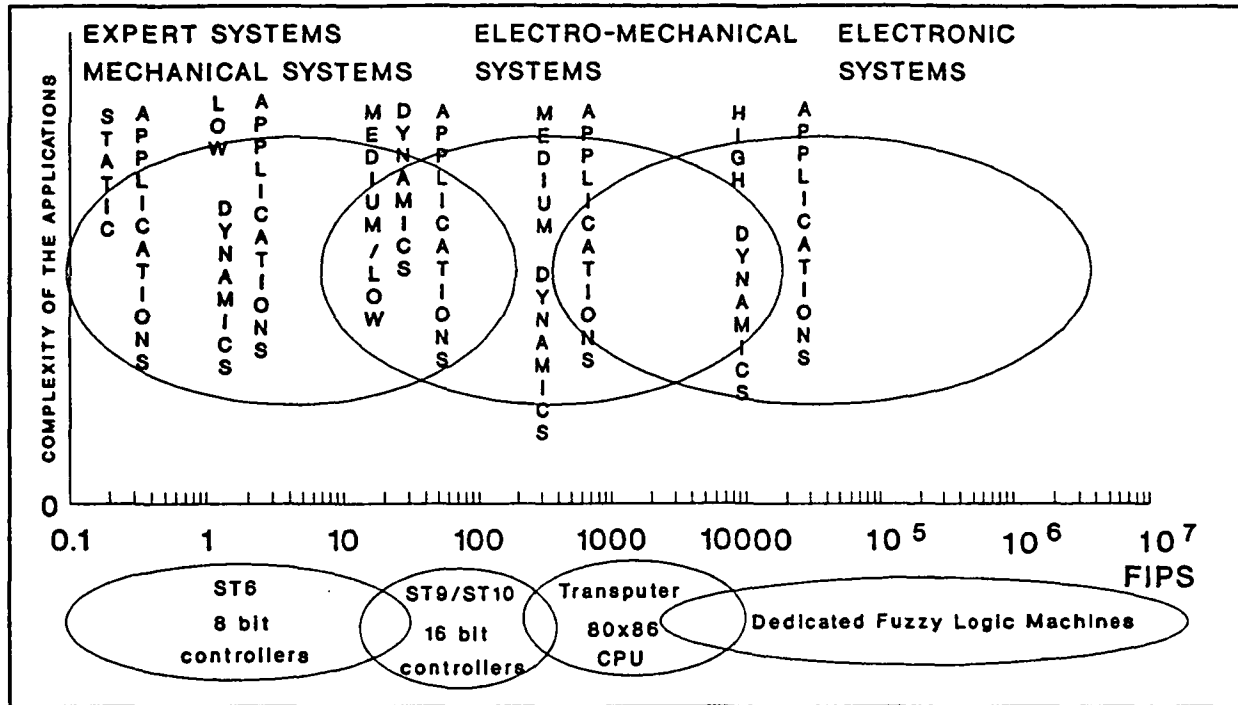 EXPERT SYSTEMS
MECHANICAL SYSTEMS
ELECTRO-MECHANICAL
SYSTEMS
ELECTRONIC
SYSTEMS
COMPLEXITY OF THE APPLICATIONS
STATIC
APPLICATIONS
LOW DYNAMICS
APPLICATIONS
MEDIUM/LOW
DYNAMICS
APPLICATIONS
MEDIUM DYNAMICS
APPLICATIONS
HIGH DYNAMICS
APPLICATIONS
0
0.1 1 10 100 1000 10000 10^5 10^6 10^7
FIPS
ST6
8 bit
controllers
ST9/ST10
16 bit
controllers
Transputer
80x86
CPU
Dedicated Fuzzy Logic Machines